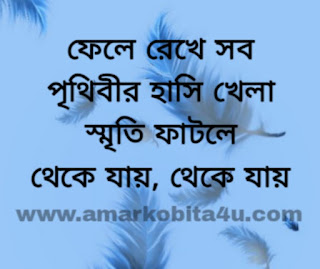 ফেলে রেখে সব
পৃথিবীর হাসি খেলা
স্মৃতি ফাটলে
থেকে যায়, থেকে যায়
www.amarkobita4u.com